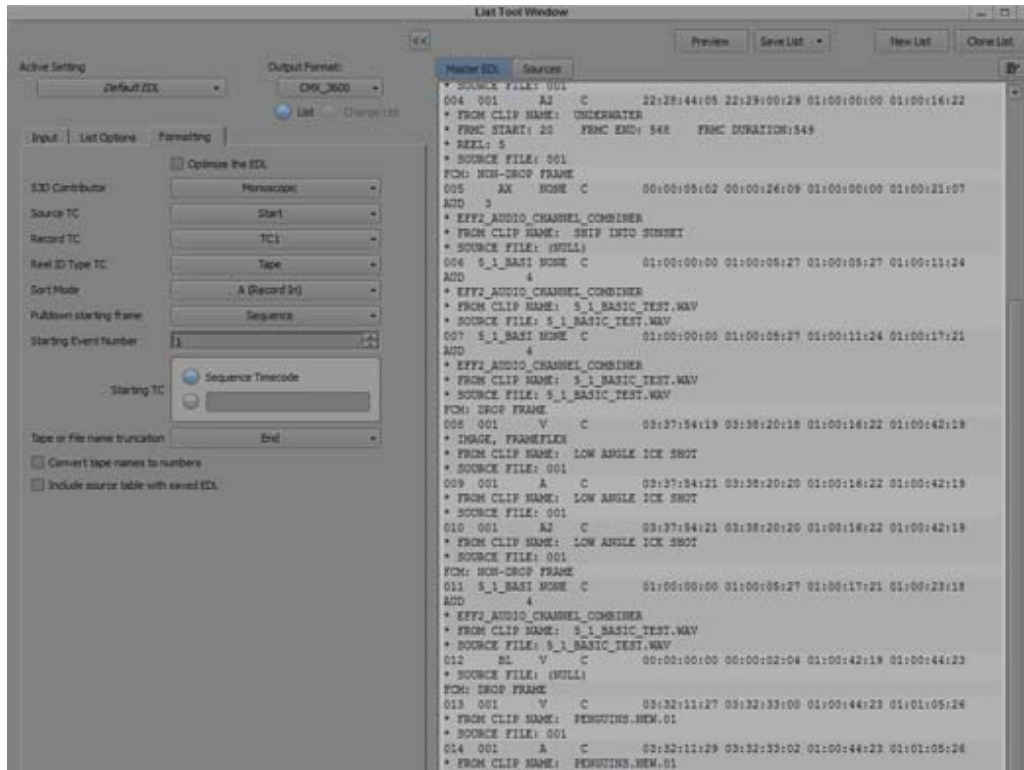 List Tool Window
<<
Preview
Save List
New List
Clone List
Active Setting
Output Format:
Default EDL
CMX_3600
List
Change List
Input
List Options
Formatting
Optimize the EDL
S3D Contributor
Monoscopic
Source TC
Start
Record TC
TC1
Reel ID Type TC
Tape
Sort Mode
A (Record In)
Pulldown starting frame
Sequence
Starting Event Number
1
Starting TC
Sequence Timecode
Tape or File name truncation
End
Convert tape names to numbers
Include source table with saved EDL
Master EDL
Sources
* SOURCE FILE: 001
004 001 A2 C 22:28:44:05 22:29:00:29 01:00:00:00 01:00:16:22
* FROM CLIP NAME: UNDERWATER
* FRMC START: 20 FRMC END: 568 FRMC DURATION:549
* REEL: 5
* SOURCE FILE: 001
FCM: NON-DROP FRAME
005 AX NONE C 00:00:05:02 00:00:26:09 01:00:00:00 01:00:21:07
AUD 3
* EFF2_AUDIO_CHANNEL_COMBINER
* FROM CLIP NAME: SHIP INTO SUNSET
* SOURCE FILE: (NULL)
006 5_1_BASI NONE C 01:00:00:00 01:00:05:27 01:00:05:27 01:00:11:24
AUD 4
* EFF2_AUDIO_CHANNEL_COMBINER
* FROM CLIP NAME: 5_1_BASIC_TEST.WAV
* SOURCE FILE: 5_1_BASIC_TEST.WAV
007 5_1_BASI NONE C 01:00:00:00 01:00:05:27 01:00:11:24 01:00:17:21
AUD 4
* EFF2_AUDIO_CHANNEL_COMBINER
* FROM CLIP NAME: 5_1_BASIC_TEST.WAV
* SOURCE FILE: 5_1_BASIC_TEST.WAV
FCM: DROP FRAME
008 001 V C 03:37:54:19 03:38:20:18 01:00:16:22 01:00:42:19
* IMAGE, FRAMEFLEX
* FROM CLIP NAME: LOW ANGLE ICE SHOT
* SOURCE FILE: 001
009 001 A C 03:37:54:21 03:38:20:20 01:00:16:22 01:00:42:19
* FROM CLIP NAME: LOW ANGLE ICE SHOT
* SOURCE FILE: 001
010 001 A2 C 03:37:54:21 03:38:20:20 01:00:16:22 01:00:42:19
* FROM CLIP NAME: LOW ANGLE ICE SHOT
* SOURCE FILE: 001
FCM: NON-DROP FRAME
011 5_1_BASI NONE C 01:00:00:00 01:00:05:27 01:00:17:21 01:00:23:18
AUD 4
* EFF2_AUDIO_CHANNEL_COMBINER
* FROM CLIP NAME: 5_1_BASIC_TEST.WAV
* SOURCE FILE: 5_1_BASIC_TEST.WAV
012 BL V C 00:00:00:00 00:00:02:04 01:00:42:19 01:00:44:23
* SOURCE FILE: (NULL)
FCM: DROP FRAME
013 001 V C 03:32:11:27 03:32:33:00 01:00:44:23 01:01:05:26
* FROM CLIP NAME: PENGUINS.NEW.01
* SOURCE FILE: 001
014 001 A C 03:32:11:29 03:32:33:02 01:00:44:23 01:01:05:26
* FROM CLIP NAME: PENGUINS.NEW.01